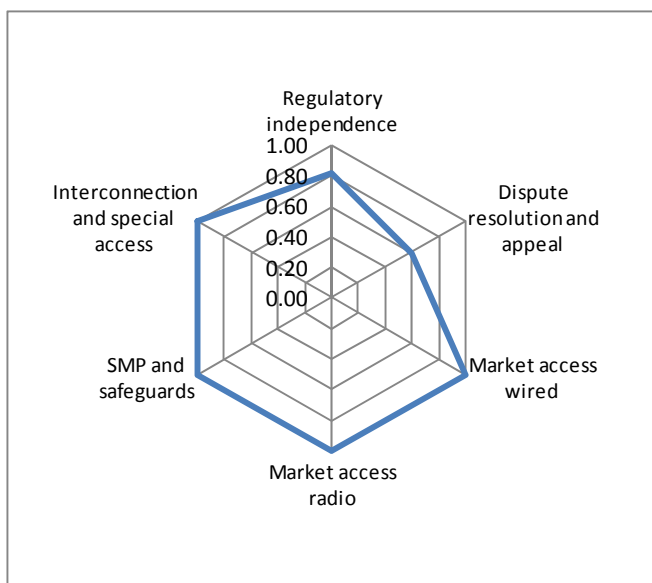 Regulatory
independence
1.00
0.80
0.60
0.40
0.20
0.00
Dispute
resolution and
appeal
Market access
wired
Market access
radio
SMP and
safeguards
Interconnection
and special
access